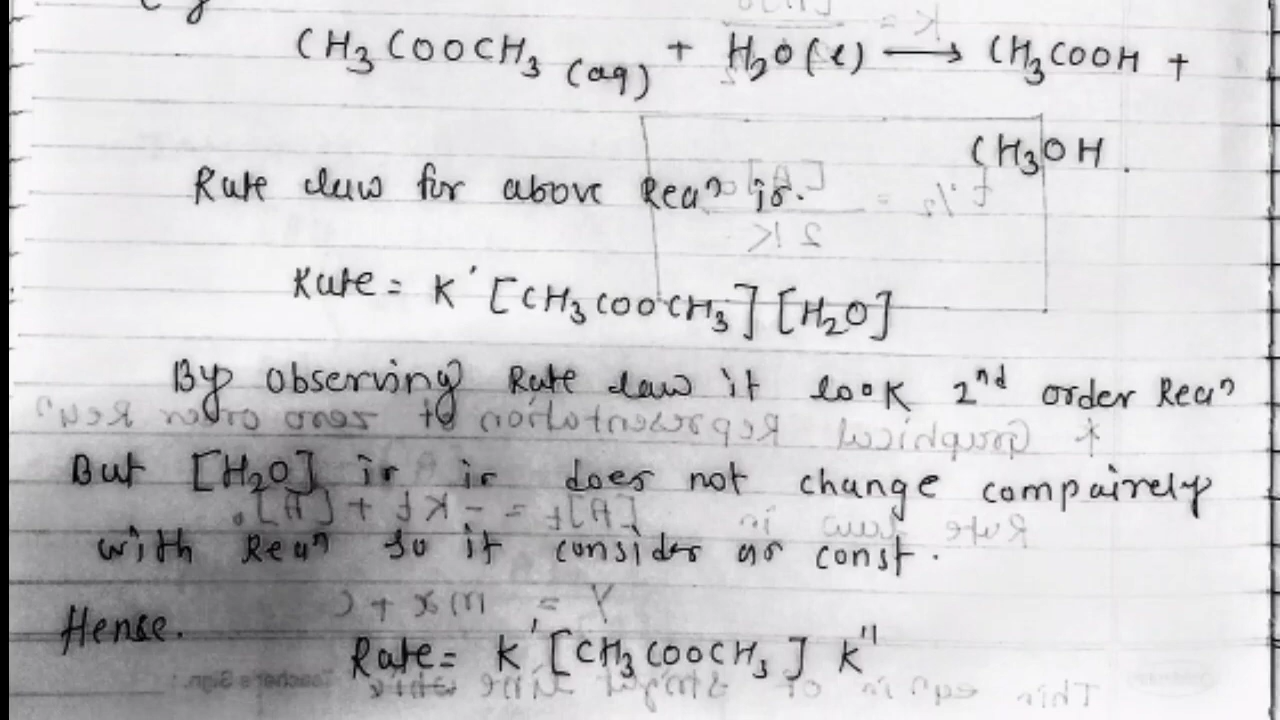 CH3COOCH3 (aq) + H2O(l) → CH3COOH +
CH3OH.
Rate law for above Reaⁿ is.
Rate = K' [CH3COOCH3] [H2O]
By observing Rate law it look 2nd order Reaⁿ
But [H2O] is is does not change compairely
with Reaⁿ so it consider as const.
Hense.
Rate = K' [CH3COOCH3] K"